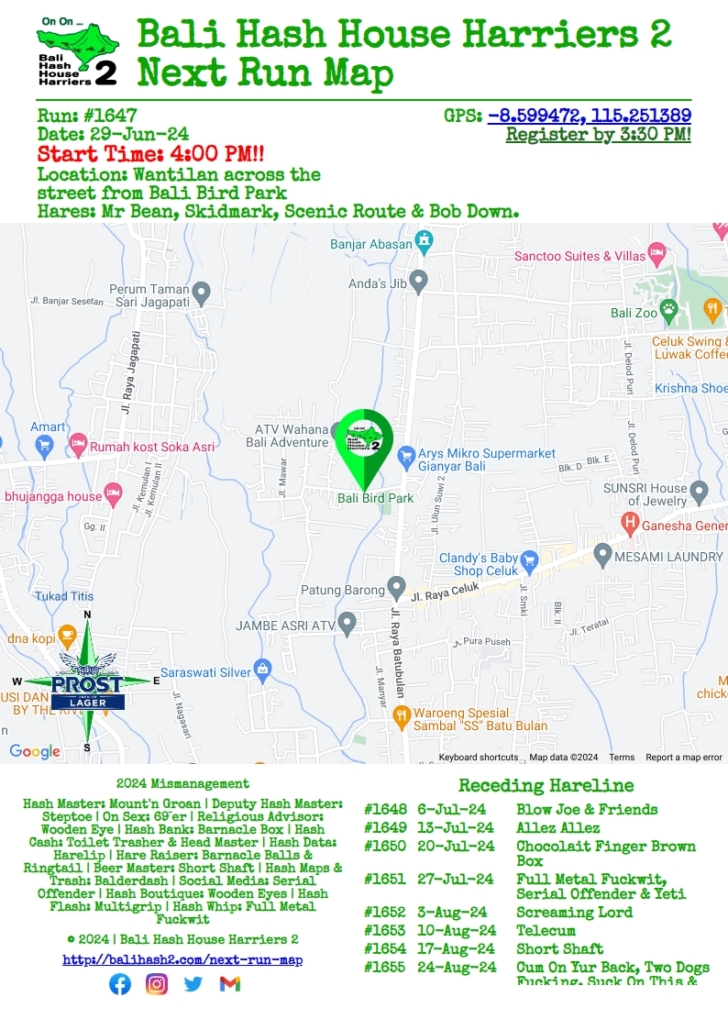 On On ...
Bali
Hash
House
Harriers 2
Bali Hash House Harriers 2
Next Run Map
Run: #1647
GPS: -8.599472, 115.251389
Date: 29-Jun-24
Register by 3:30 PM!
Start Time: 4:00 PM!!
Location: Wantilan across the
street from Bali Bird Park
Hares: Mr Bean, Skidmark, Scenic Route & Bob Down.
Banjar Abasan
Sanctoo Suites & Villas
Perum Taman
Sari Jagapati
Anda's Jib
Jl. Banjar Sesetan
Bali Zoo
Celuk Swing &
Luwak Coffe
Jl. Raya Jagapati
Jl. Delod Puri
Krishna Shoe
Amart
ATV Wahana
Bali Adventure
Rumah kost Soka Asri
Arys Mikro Supermarket
Gianyar Bali
Jl. Delod Puri
Blk. D
Blk. E
Jl. Mawar
Jl. Kemulan I
Jl. Kemulan II
bhujangga house
Bali Bird Park
Jl. Ulun Suwi 2
SUNSRI House
of Jewelry
Gg. II
Ganesha Gener
Clandy's Baby
Shop Celuk
MESAMI LAUNDRY
Patung Barong
Jl. Raya Celuk
Tukad Titis
Jl. Smki
Blk. II
JAMBE ASRI ATV
Jl. Teratai
Jl. Raya Batubulan
Pura Puseh
dna kopi
N
W
E
S
PROST
LAGER
Saraswati Silver
USI DAN
BY THE RIV
Jl. Nagasari
Jl. Manyar
M
chick
Waroeng Spesial
Sambal "SS" Batu Bulan
Google
Keyboard shortcuts
Map data ©2024
Terms
Report a map error
2024 Mismanagement
Hash Master: Mount'n Groan | Deputy Hash Master:
Steptoe | On Sex: 69'er | Religious Advisor:
Wooden Eye | Hash Bank: Barnacle Box | Hash
Cash: Toilet Trasher & Head Master | Hash Data:
Harelip | Hare Raiser: Barnacle Balls &
Ringtail | Beer Master: Short Shaft | Hash Maps &
Trash: Balderdash | Social Media: Serial
Offender | Hash Boutique: Wooden Eyes | Hash
Flash: Multigrip | Hash Whip: Full Metal
Fuckwit
© 2024 | Bali Hash House Harriers 2
http://balihash2.com/next-run-map
Receding Hareline
#1648 6-Jul-24 Blow Joe & Friends
#1649 13-Jul-24 Allez Allez
#1650 20-Jul-24 Chocolait Finger Brown
Box
#1651 27-Jul-24 Full Metal Fuckwit,
Serial Offender & Yeti
#1652 3-Aug-24 Screaming Lord
#1653 10-Aug-24 Telecum
#1654 17-Aug-24 Short Shaft
#1655 24-Aug-24 Cum On Yur Back, Two Dogs
Fucking, Suck On This &